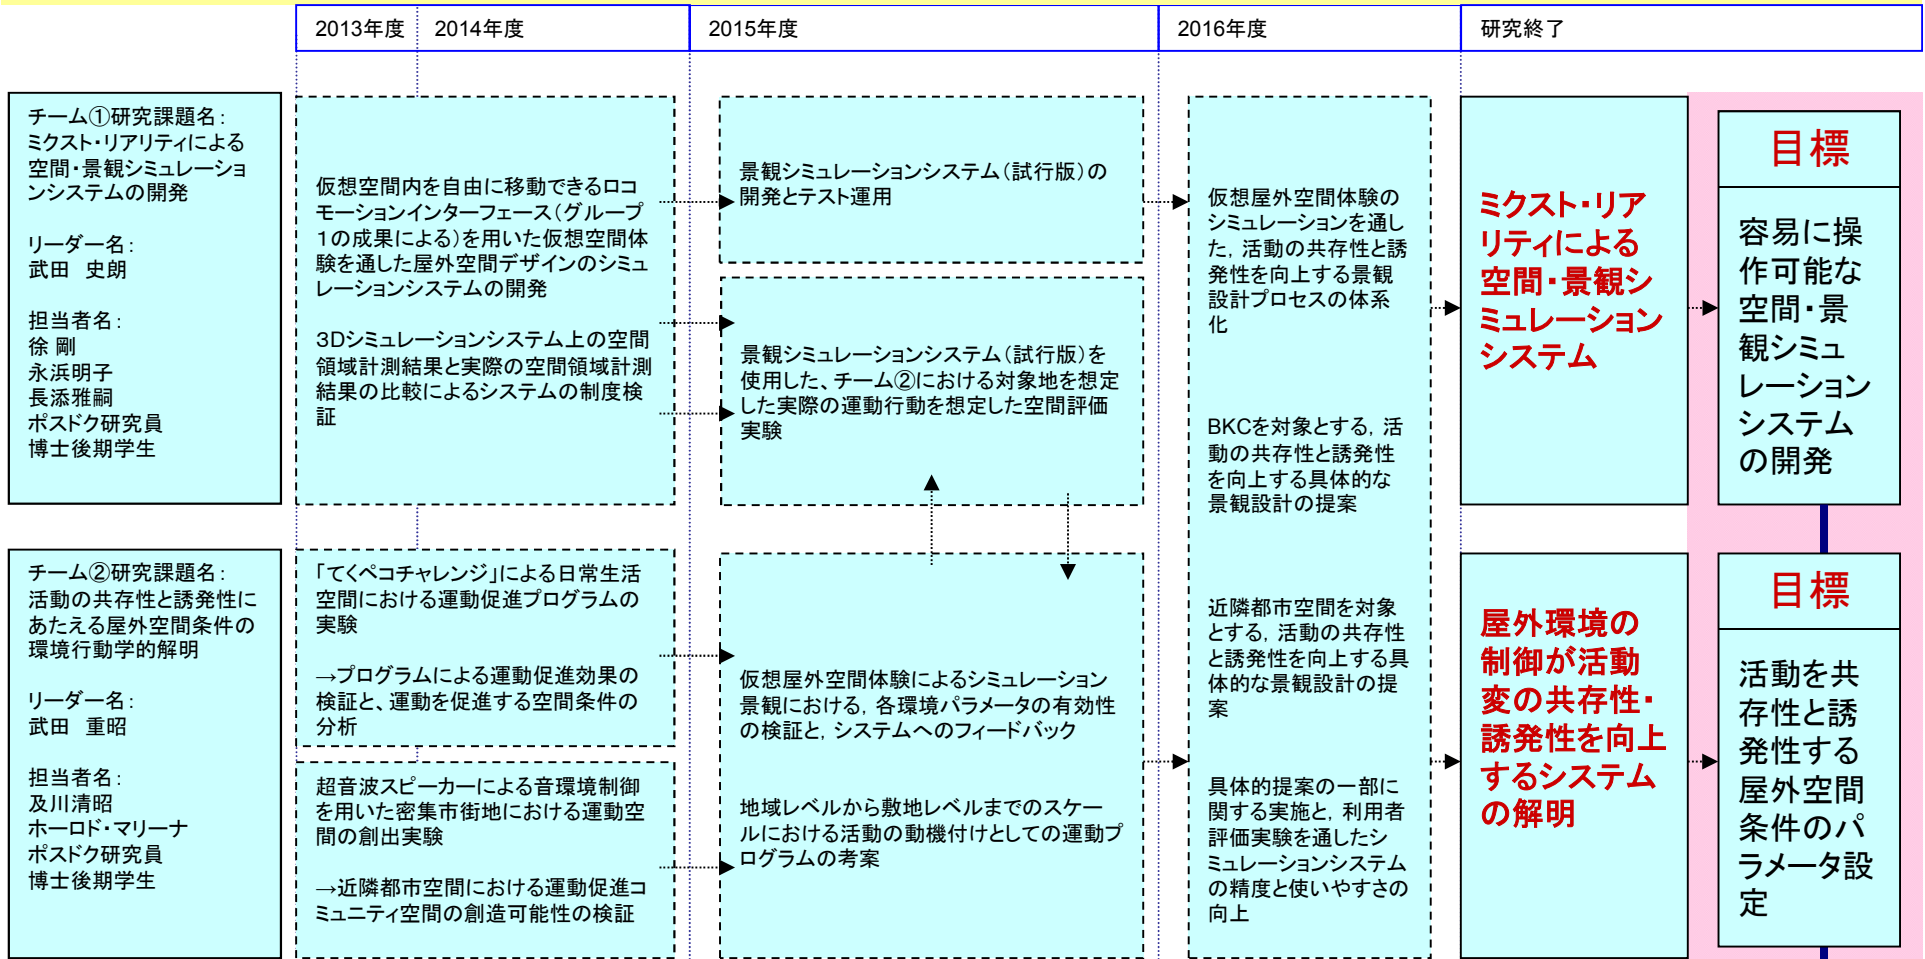 2013年度
2014年度
2015年度
2016年度
研究終了
チーム①研究課題名：
ミクスト・リアリティによる
空間・景観シミュレーショ
ンシステムの開発
リーダー名：
武田　史朗
担当者名：
徐 剛
永浜明子
長添雅嗣
ポスドク研究員
博士後期学生
仮想空間内を自由に移動できるロコ
モーションインターフェース（グループ
１の成果による）を用いた仮想空間体
験を通した屋外空間デザインのシミュ
レーションシステムの開発
3Dシミュレーションシステム上の空間
領域計測結果と実際の空間領域計測
結果の比較によるシステムの制度検
証
景観シミュレーションシステム（試行版）の
開発とテスト運用
景観シミュレーションシステム（試行版）を
使用した、チーム②における対象地を想定
した実際の運動行動を想定した空間評価
実験
仮想屋外空間体験の
シミュレーションを通し
た，活動の共存性と誘
発性を向上する景観
設計プロセスの体系
化
BKCを対象とする，活
動の共存性と誘発性
を向上する具体的な
景観設計の提案
近隣都市空間を対象
とする，活動の共存性
と誘発性を向上する具
体的な景観設計の提
案
具体的提案の一部に
関する実施と，利用者
評価実験を通したシ
ミュレーションシステム
の精度と使いやすさの
向上
ミクスト・リア
リティによる
空間・景観シ
ミュレーション
システム
目標
容易に操
作可能な
空間・景
観シミュ
レーション
システム
の開発
チーム②研究課題名：
活動の共存性と誘発性に
あたえる屋外空間条件の
環境行動学的解明
リーダー名：
武田　重昭
担当者名：
及川清昭
ホーロド・マリーナ
ポスドク研究員
博士後期学生
「てくペコチャレンジ」による日常生活
空間における運動促進プログラムの
実験
→プログラムによる運動促進効果の
検証と、運動を促進する空間条件の
分析
超音波スピーカーによる音環境制御
を用いた密集市街地における運動空
間の創出実験
→近隣都市空間における運動促進コ
ミュニティ空間の創造可能性の検証
仮想屋外空間体験によるシミュレーション
景観における，各環境パラメータの有効性
の検証と，システムへのフィードバック
地域レベルから敷地レベルまでのスケー
ルにおける活動の動機付けとしての運動プ
ログラムの考案
屋外環境の
制御が活動
変の共存性・
誘発性を向上
するシステム
の解明
目標
活動を共
存性と誘
発性する
屋外空間
条件のパ
ラメータ設
定